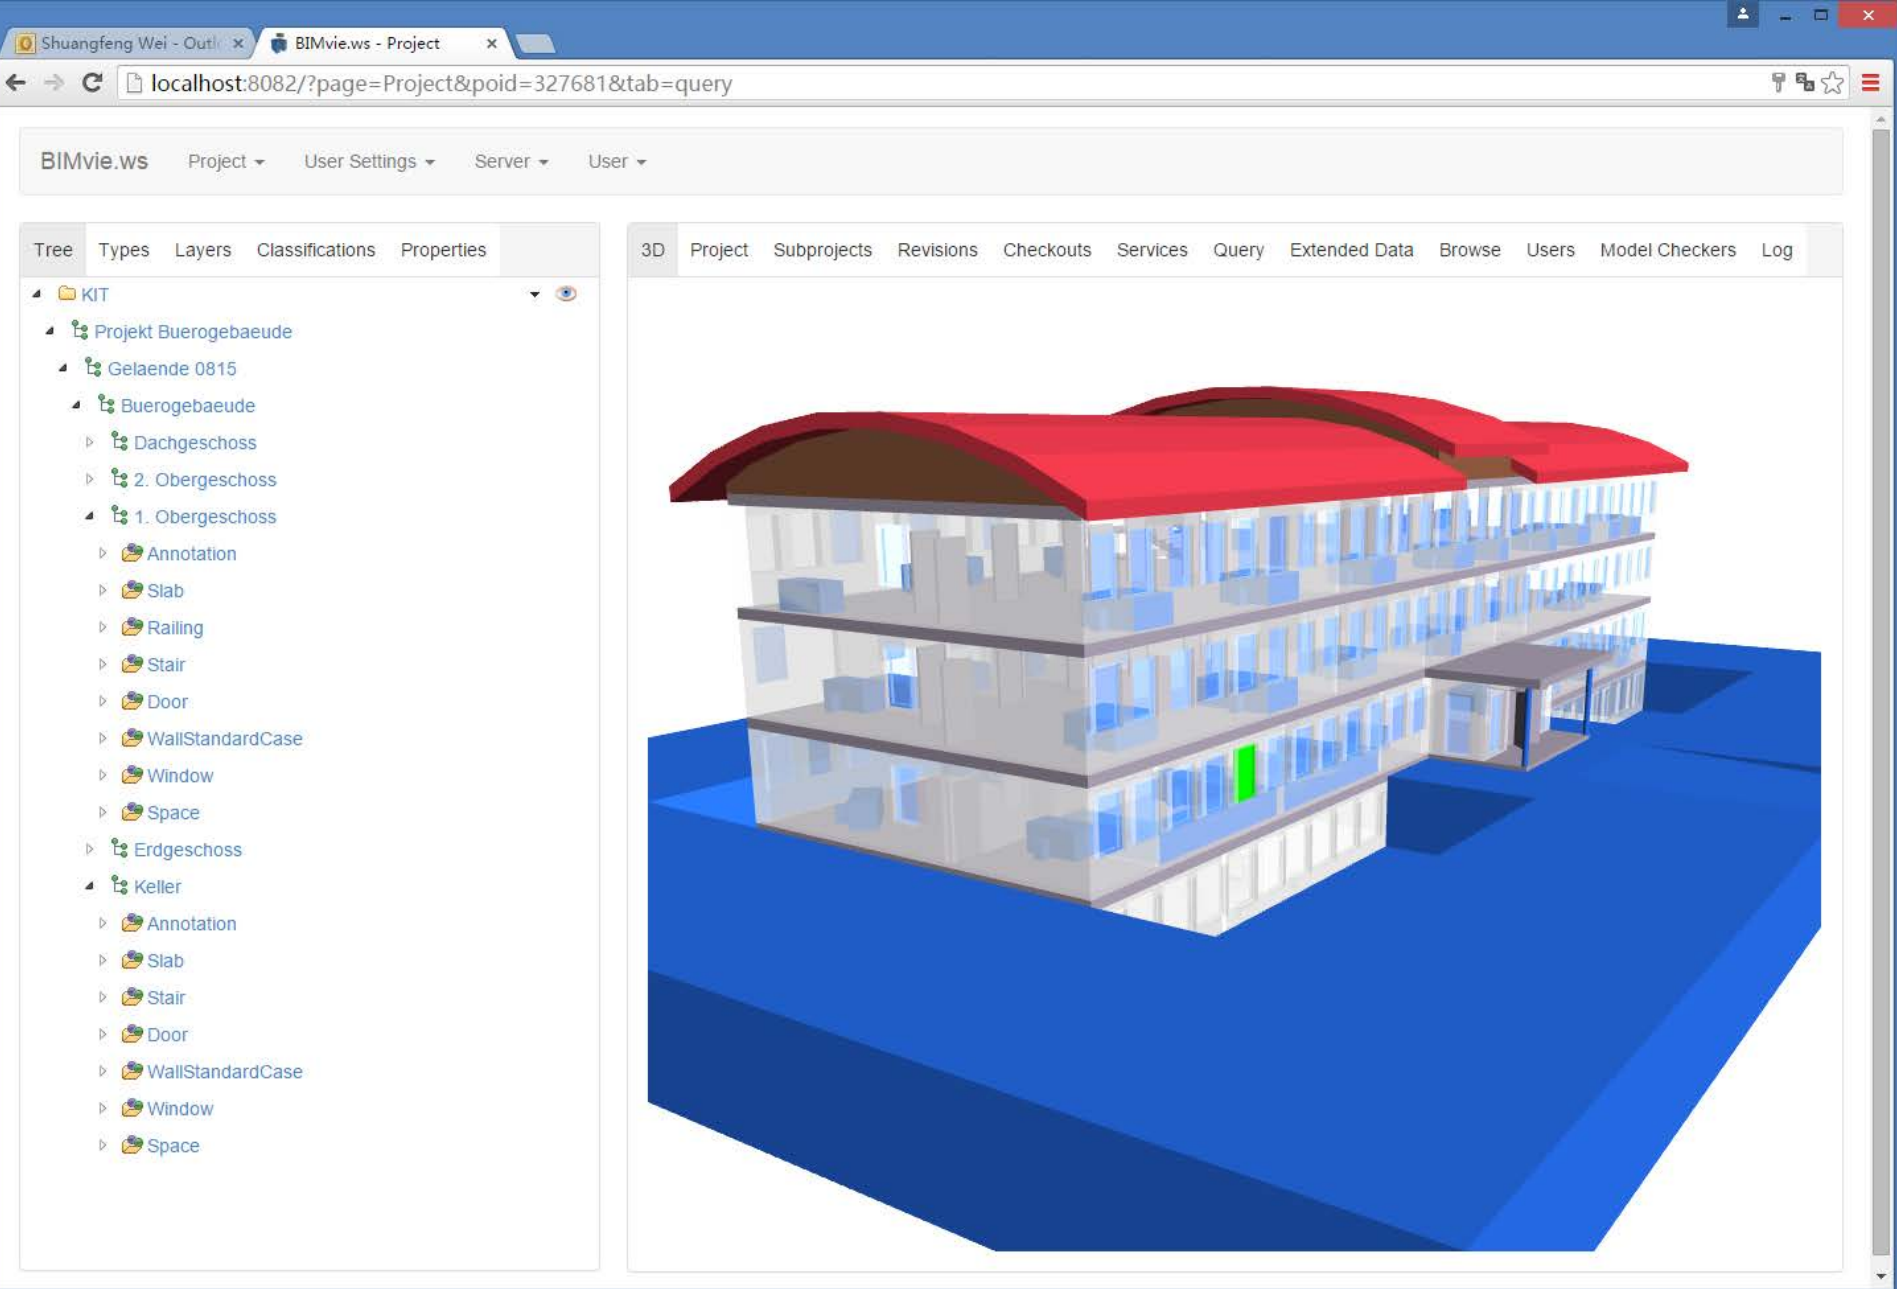 Shuangfeng Wei - Outl
BIMvie.ws - Project
localhost:8082/?page=Project&poid=327681&tab=query
BIMvie.ws Project User Settings Server User
Tree Types Layers Classifications Properties
KIT
Projekt Buerogebaeude
Gelaende 0815
Buerogebaeude
Dachgeschoss
2. Obergeschoss
1. Obergeschoss
Annotation
Slab
Railing
Stair
Door
WallStandardCase
Window
Space
Erdgeschoss
Keller
Annotation
Slab
Stair
Door
WallStandardCase
Window
Space
3D Project Subprojects Revisions Checkouts Services Query Extended Data Browse Users Model Checkers Log